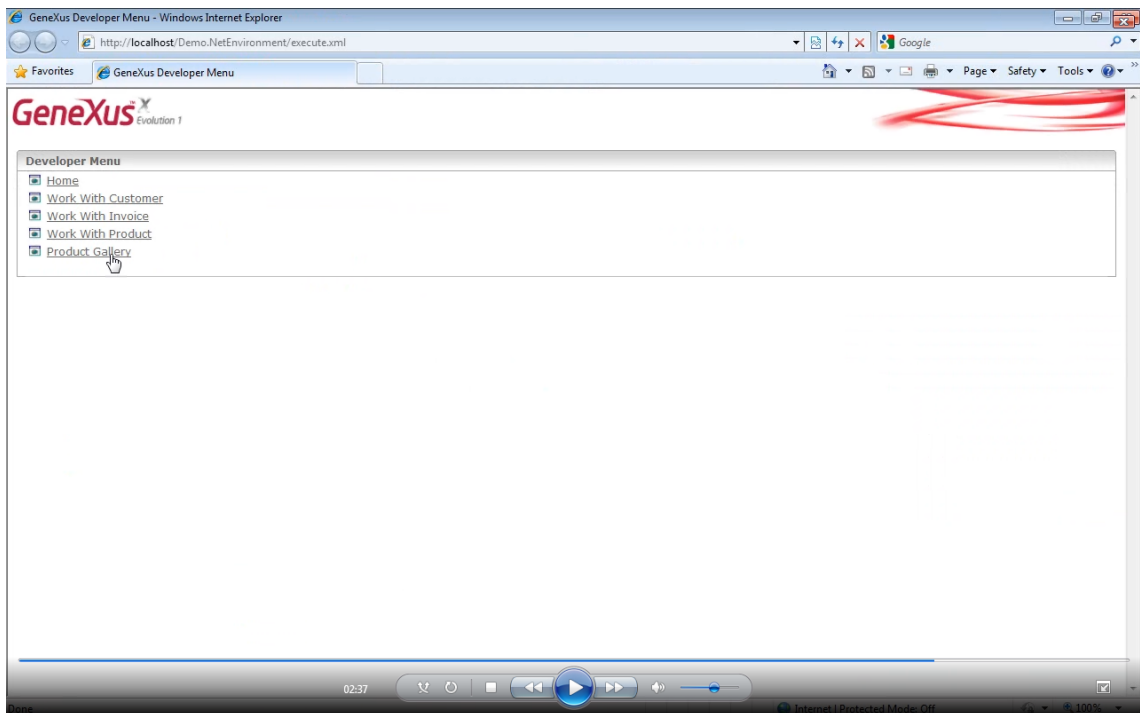 GeneXus Developer Menu - Windows Internet Explorer
http://localhost/Demo.NetEnvironment/execute.xml
Google
Favorites
GeneXus Developer Menu
Page
Safety
Tools
GeneXus X
Evolution 1
Developer Menu
Home
Work With Customer
Work With Invoice
Work With Product
Product Gallery
02:37
Done
Internet | Protected Mode: Off
100%